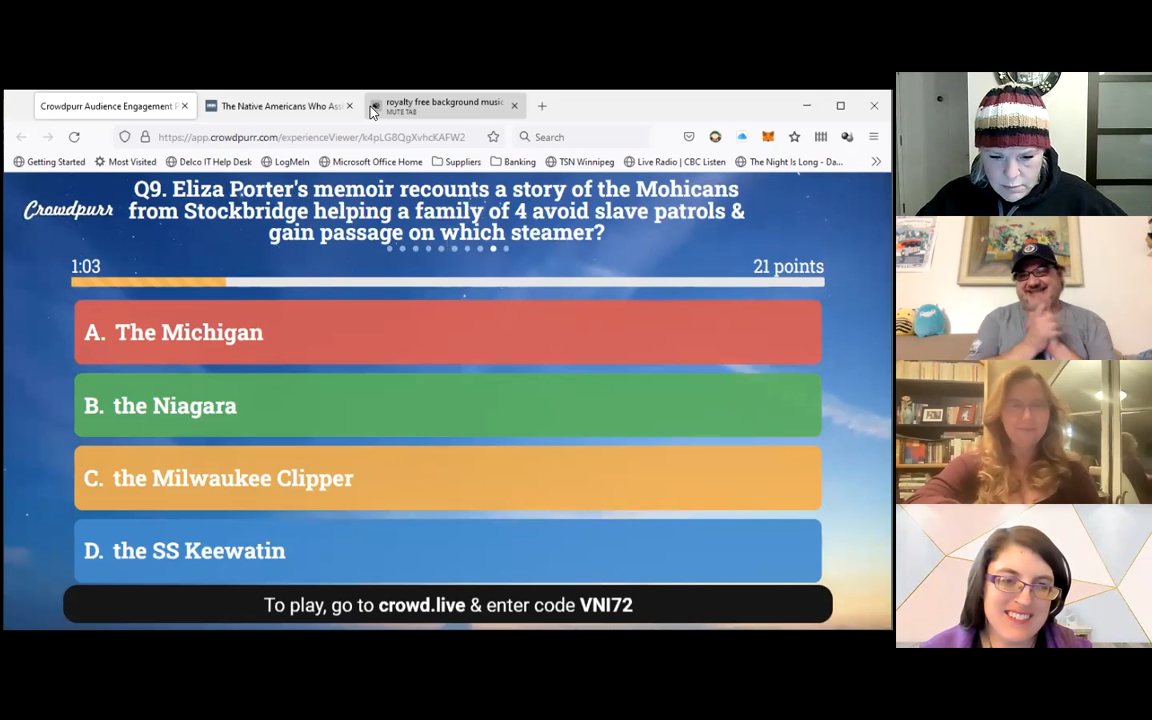 Crowdpurr Audience Engagement P
The Native Americans Who Assi
royalty free background music
MUTE TAB
https://app.crowdpurr.com/experienceViewer/k4pLG8QgXvhcKAFW2
Search
Getting Started
Most Visited
Delco IT Help Desk
LogMeln
Microsoft Office Home
Suppliers
Banking
TSN Winnipeg
Live Radio | CBC Listen
The Night Is Long - Da...
Crowdpurr
Q9. Eliza Porter's memoir recounts a story of the Mohicans
from Stockbridge helping a family of 4 avoid slave patrols &
gain passage on which steamer?
1:03
21 points
A. The Michigan
B. the Niagara
C. the Milwaukee Clipper
D. the SS Keewatin
To play, go to crowd.live & enter code VNI72